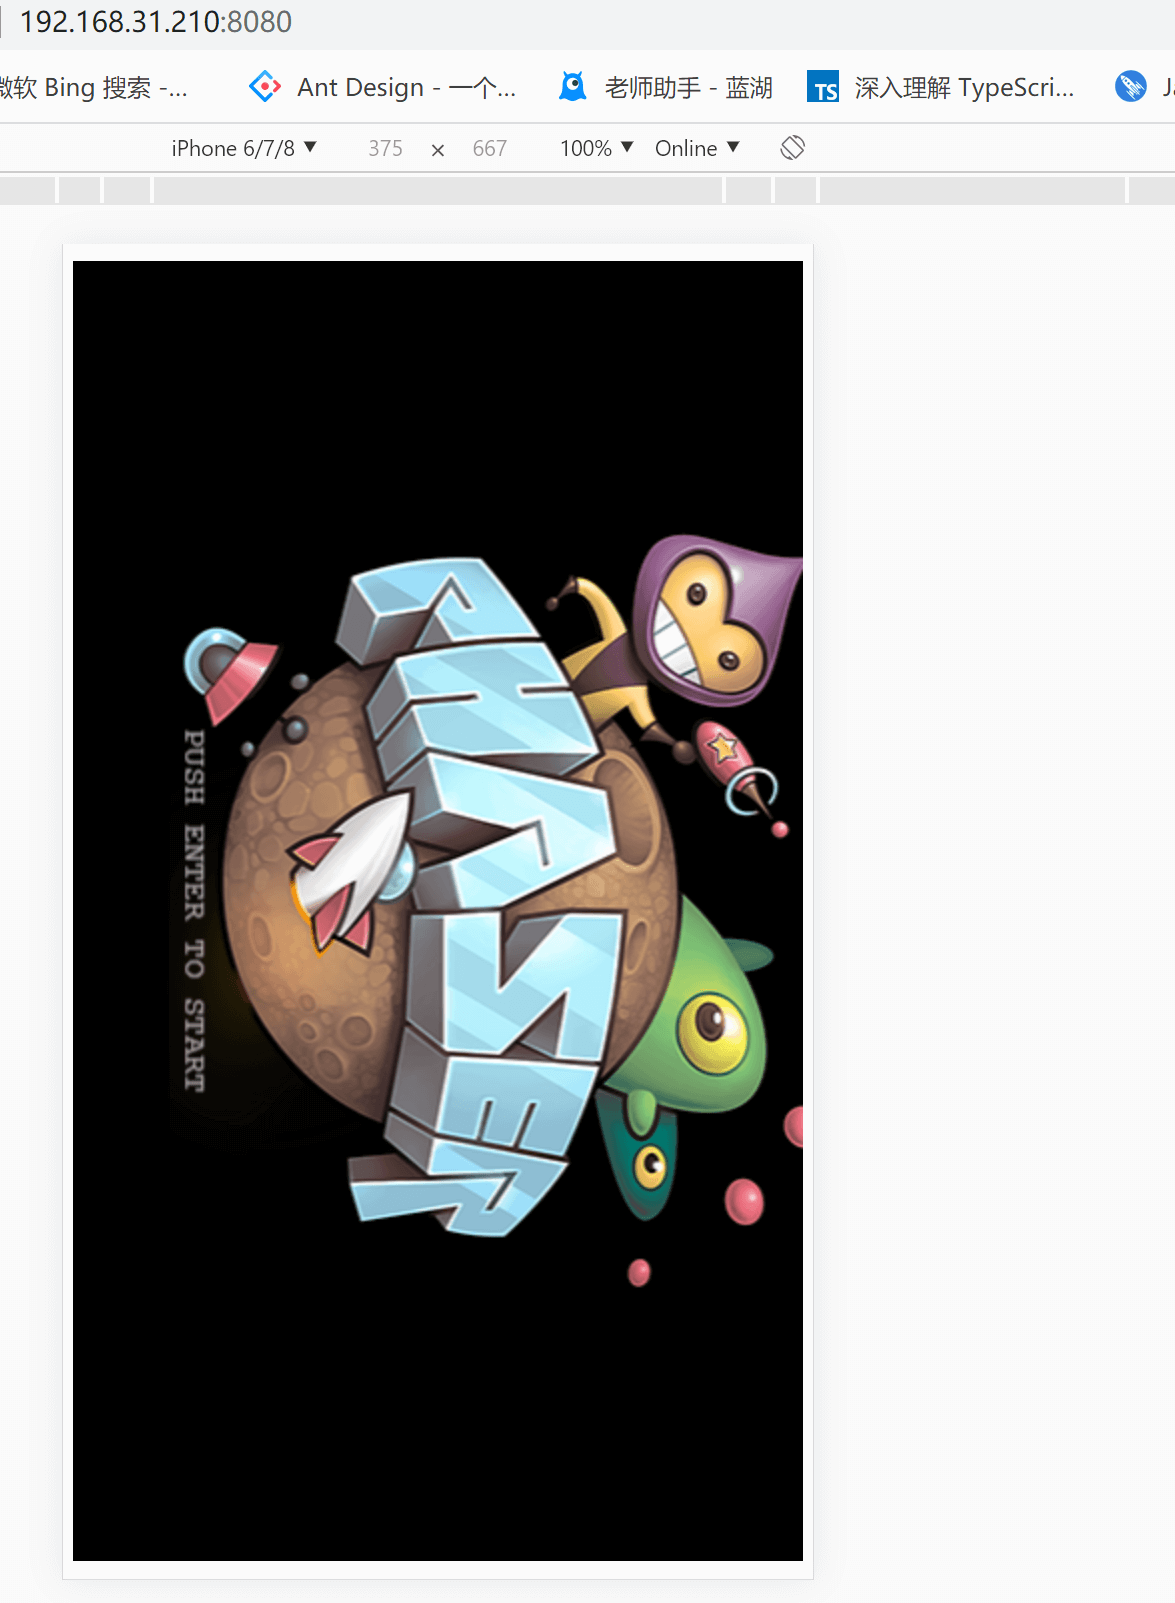 192.168.31.210:8080
微软 Bing 搜索 -...
Ant Design - 一个...
老师助手 - 蓝湖
TS
深入理解 TypeScri...
iPhone 6/7/8 ▼
375 × 667
100% ▼
Online ▼
PHASER
PUSH ENTER TO START